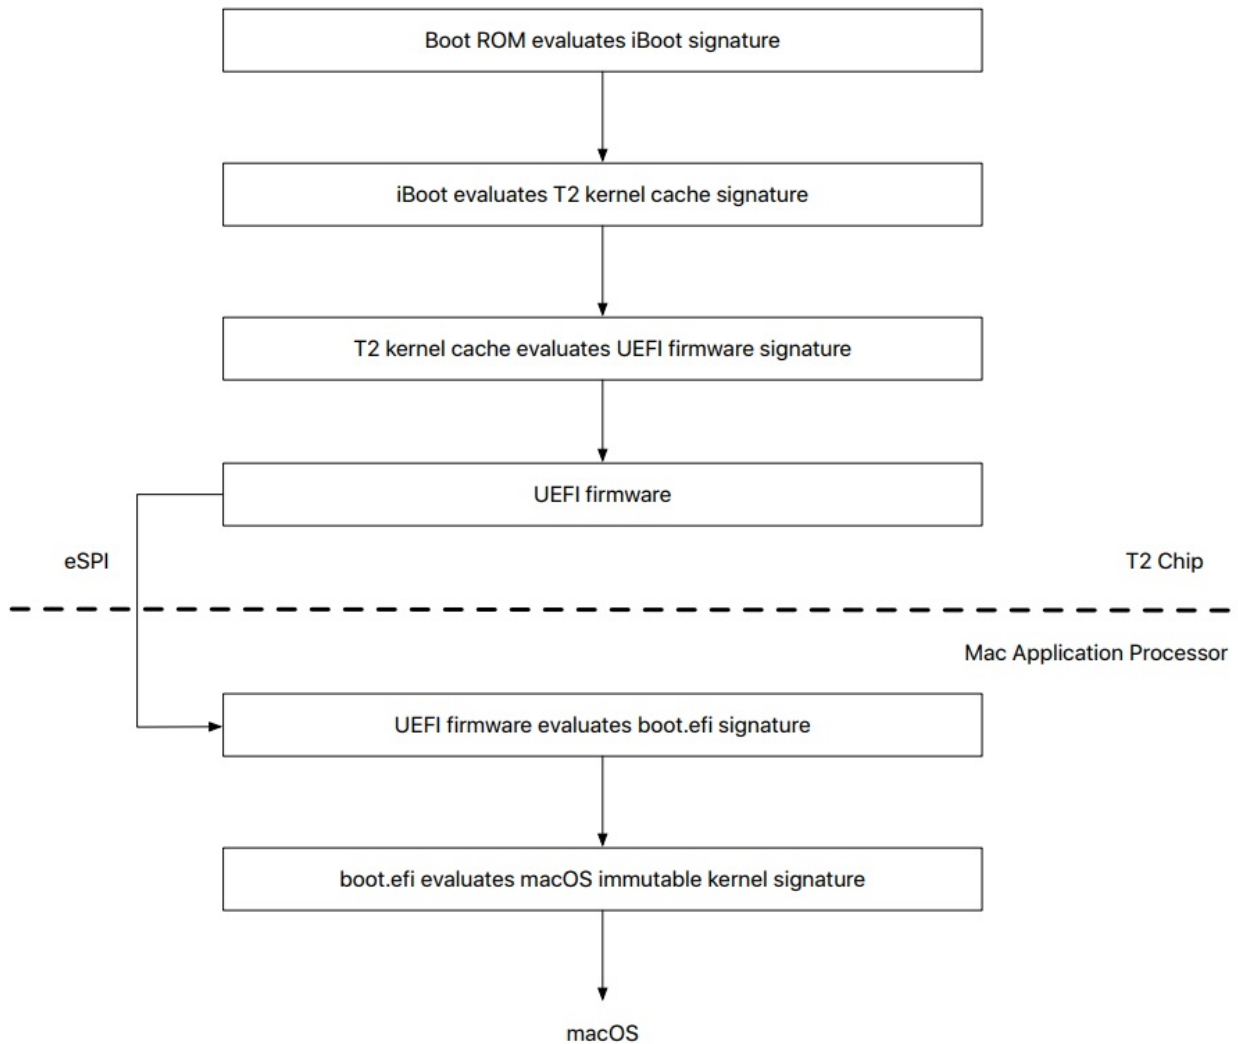 Boot ROM evaluates iBoot signature
iBoot evaluates T2 kernel cache signature
T2 kernel cache evaluates UEFI firmware signature
UEFI firmware
eSPI
T2 Chip
Mac Application Processor
UEFI firmware evaluates boot.efi signature
boot.efi evaluates macOS immutable kernel signature
macOS